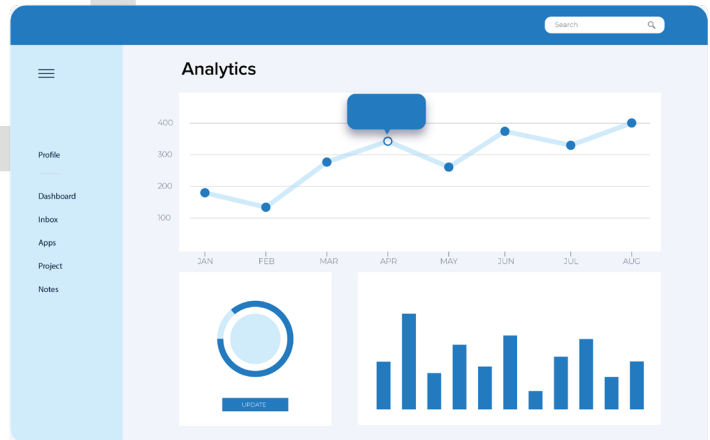 Search
Analytics
Profile
Dashboard
Inbox
Apps
Project
Notes
400
300
200
100
JAN FEB MAR APR MAY JUN JUL AUG
UPDATE